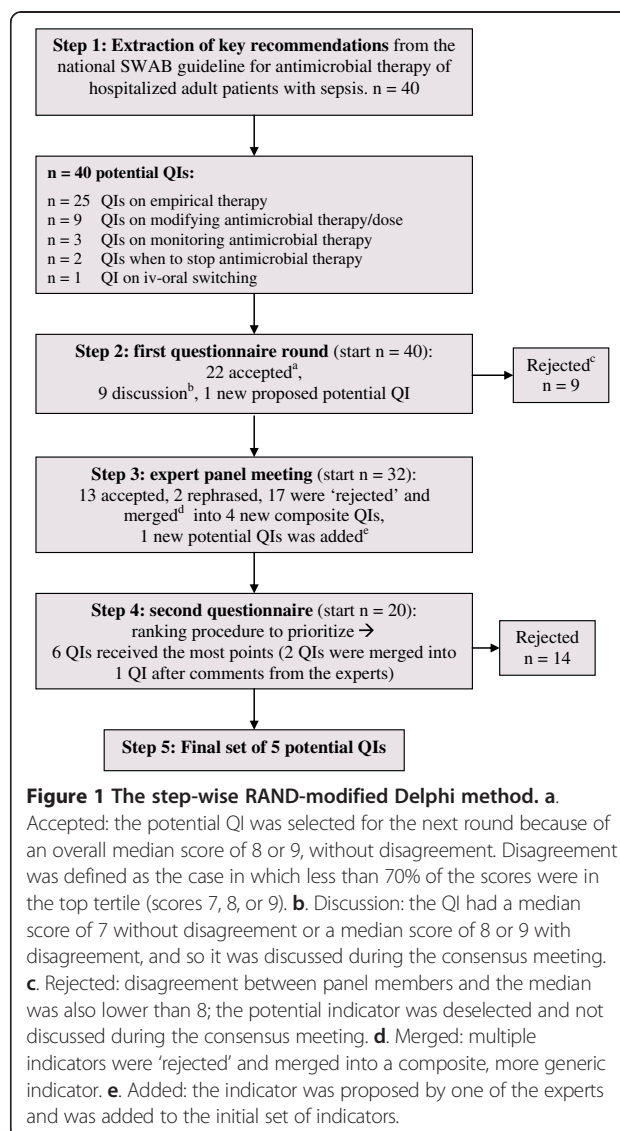 Step 1: Extraction of key recommendations from the
national SWAB guideline for antimicrobial therapy of
hospitalized adult patients with sepsis. n = 40
n = 40 potential QIs:
n = 25 QIs on empirical therapy
n = 9 QIs on modifying antimicrobial therapy/dose
n = 3 QIs on monitoring antimicrobial therapy
n = 2 QIs when to stop antimicrobial therapy
n = 1 QI on iv-oral switching
Step 2: first questionnaire round (start n = 40):
22 accepteda,
9 discussionb, 1 new proposed potential QI
Rejectedc
n = 9
Step 3: expert panel meeting (start n = 32):
13 accepted, 2 rephrased, 17 were ‘rejected’ and
mergedd into 4 new composite QIs,
1 new potential QIs was addede
Step 4: second questionnaire (start n = 20):
ranking procedure to prioritize →
6 QIs received the most points (2 QIs were merged into
1 QI after comments from the experts)
Rejected
n = 14
Step 5: Final set of 5 potential QIs
Figure 1 The step-wise RAND-modified Delphi method. a.
Accepted: the potential QI was selected for the next round because of
an overall median score of 8 or 9, without disagreement. Disagreement
was defined as the case in which less than 70% of the scores were in
the top tertile (scores 7, 8, or 9). b. Discussion: the QI had a median
score of 7 without disagreement or a median score of 8 or 9 with
disagreement, and so it was discussed during the consensus meeting.
c. Rejected: disagreement between panel members and the median
was also lower than 8; the potential indicator was deselected and not
discussed during the consensus meeting. d. Merged: multiple
indicators were ‘rejected’ and merged into a composite, more generic
indicator. e. Added: the indicator was proposed by one of the experts
and was added to the initial set of indicators.